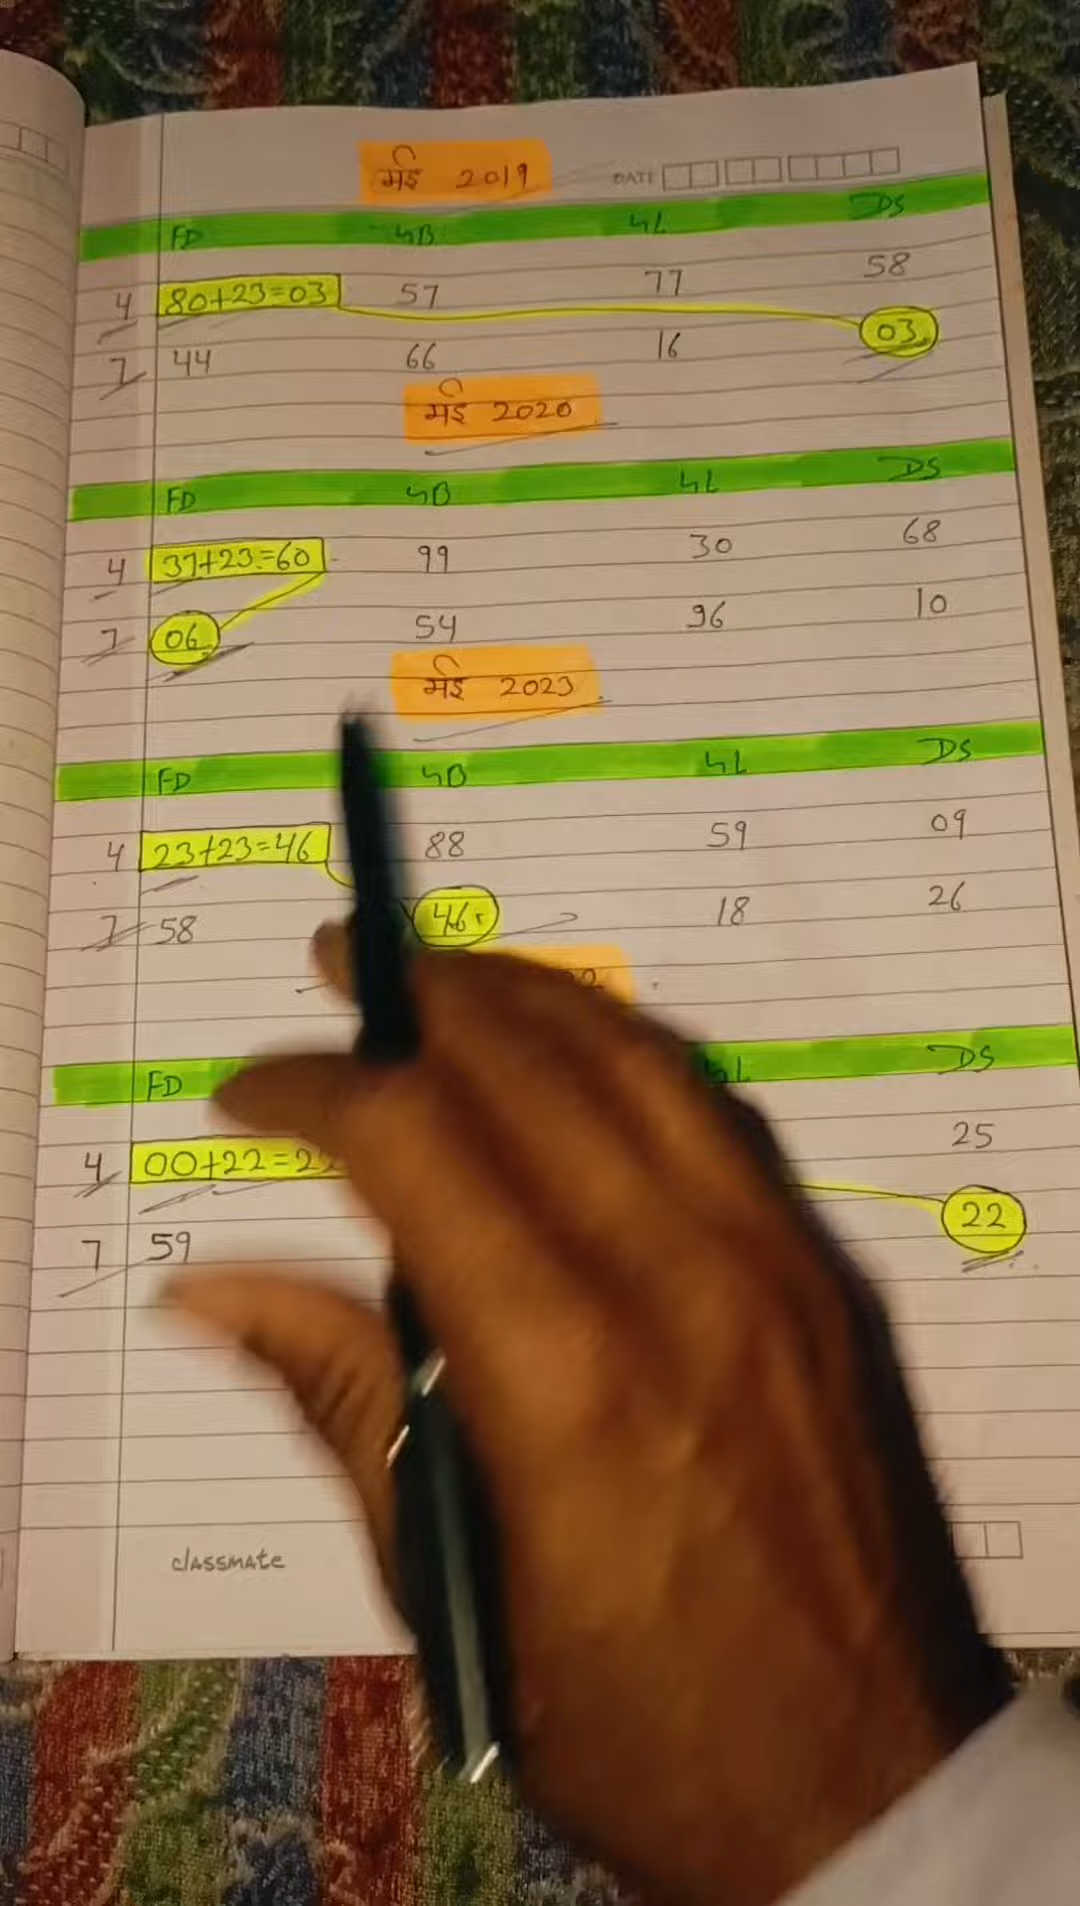 मई 2019 DATE
FD GB GL DS
4 80+23=03 57 77 58
7 44 66 16 03
मई 2020
FD GB GL DS
4 37+23=60 99 30 68
7 06 54 96 10
मई 2023
FD GB GL DS
4 23+23=46 88 59 09
7 58 46 18 26
FD DS
4 00+22=22 25
7 59 22
classmate